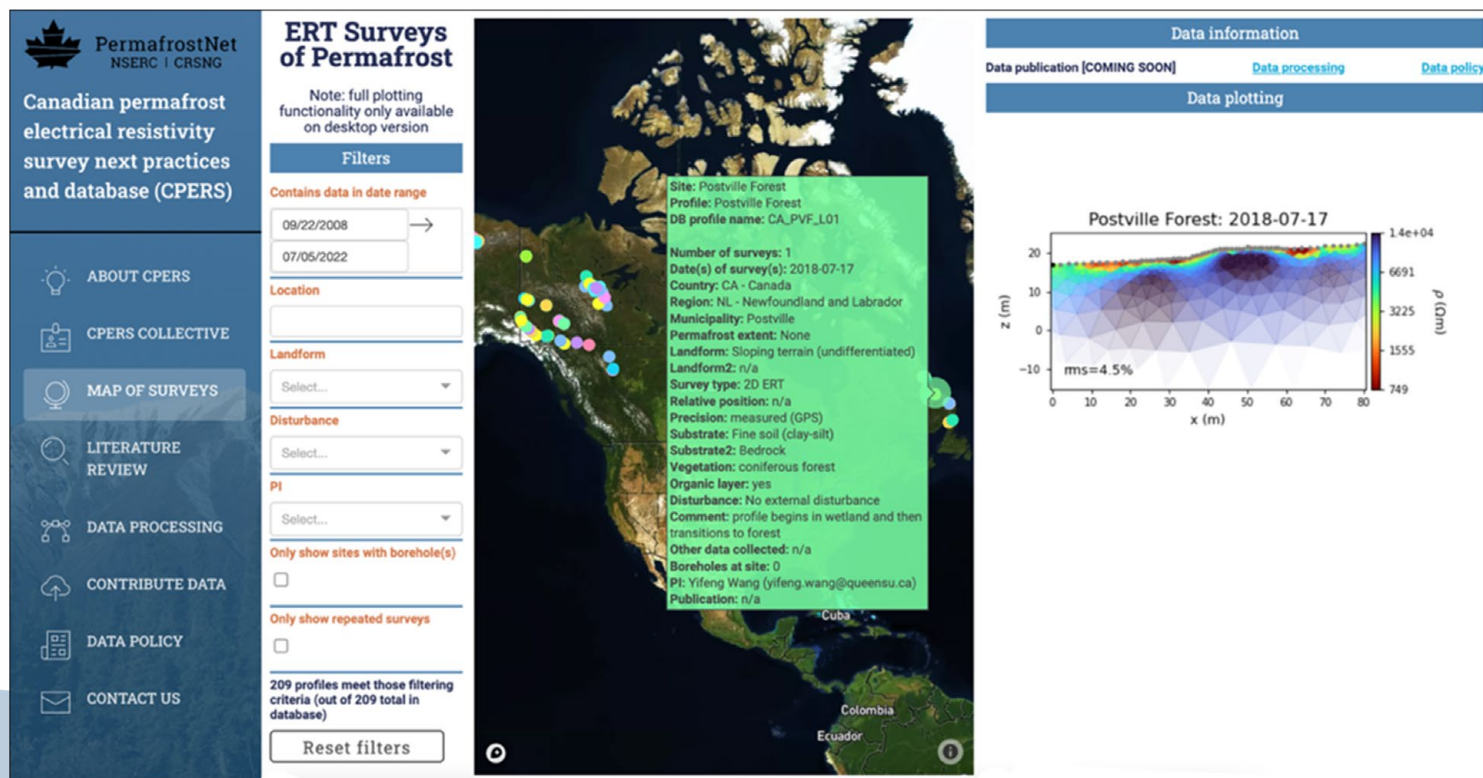 PermafrostNet
NSERC | CRSNG
Canadian permafrost
electrical resistivity
survey next practices
and database (CPERS)
ABOUT CPERS
CPERS COLLECTIVE
MAP OF SURVEYS
LITERATURE
REVIEW
DATA PROCESSING
CONTRIBUTE DATA
DATA POLICY
CONTACT US
ERT Surveys
of Permafrost
Note: full plotting
functionality only available
on desktop version
Filters
Contains data in date range
09/22/2008
07/05/2022
Location
Landform
Select...
Disturbance
Select...
PI
Select...
Only show sites with borehole(s)
Only show repeated surveys
209 profiles meet those filtering
criteria (out of 209 total in
database)
Reset filters
Site: Postville Forest
Profile: Postville Forest
DB profile name: CA_PVF_L01
Number of surveys: 1
Date(s) of survey(s): 2018-07-17
Country: CA - Canada
Region: NL - Newfoundland and Labrador
Municipality: Postville
Permafrost extent: None
Landform: Sloping terrain (undifferentiated)
Landform2: n/a
Survey type: 2D ERT
Relative position: n/a
Precision: measured (GPS)
Substrate: Fine soil (clay-silt)
Substrate2: Bedrock
Vegetation: coniferous forest
Organic layer: yes
Disturbance: No external disturbance
Comment: profile begins in wetland and then
transitions to forest
Other data collected: n/a
Boreholes at site: 0
PI: Yifeng Wang (yifeng.wang@queensu.ca)
Publication: n/a
Cuba
Colombia
Ecuador
Data information
Data publication [COMING SOON] Data processing Data policy
Data plotting
Postville Forest: 2018-07-17
20
10
0
−10
z (m)
rms=4.5%
0 10 20 30 40 50 60 70 80
x (m)
1.4e+04
6691
3225
1555
749
ρ (Ωm)